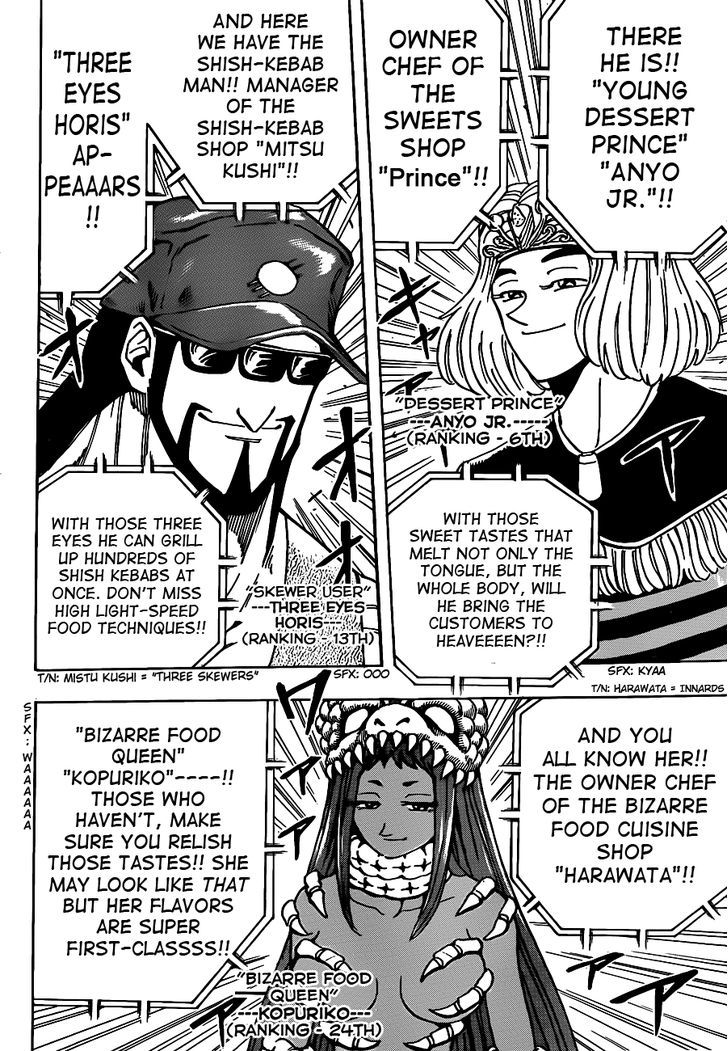 THERE
HE IS!!
"YOUNG
DESSERT
PRINCE"
"ANYO
JR."!!
OWNER
CHEF OF
THE
SWEETS
SHOP
"Prince"!!
"DESSERT PRINCE"
---ANYO JR.-----
(RANKING - 6TH)
WITH THOSE
SWEET TASTES THAT
MELT NOT ONLY THE
TONGUE, BUT THE
WHOLE BODY, WILL
HE BRING THE
CUSTOMERS TO
HEAVEEEEN?!!
SFX: KYAA
T/N: HARAWATA = INNARDS
AND HERE
WE HAVE THE
SHISH-KEBAB
MAN!! MANAGER
OF THE
SHISH-KEBAB
SHOP "MITSU
KUSHI"!!
"THREE
EYES
HORIS"
AP-
PEAAARS
!!
WITH THOSE THREE
EYES HE CAN GRILL
UP HUNDREDS OF
SHISH KEBABS AT
ONCE. DON'T MISS
HIGH LIGHT-SPEED
FOOD TECHNIQUES!!
"SKEWER USER"
---THREE EYES
HORIS---
(RANKING - 13TH)
T/N: MISTU KUSHI = "THREE SKEWERS"
SFX: OOO
AND YOU
ALL KNOW HER!!
THE OWNER CHEF
OF THE BIZARRE
FOOD CUISINE
SHOP
"HARAWATA"!!
"BIZARRE FOOD
QUEEN"
"KOPURIKO"----!!
THOSE WHO
HAVEN'T, MAKE
SURE YOU RELISH
THOSE TASTES!! SHE
MAY LOOK LIKE THAT
BUT HER FLAVORS
ARE SUPER
FIRST-CLASSSS!!
"BIZARRE FOOD
QUEEN"
---KOPURIKO---
(RANKING - 24TH)
SFX: WAAAAAA